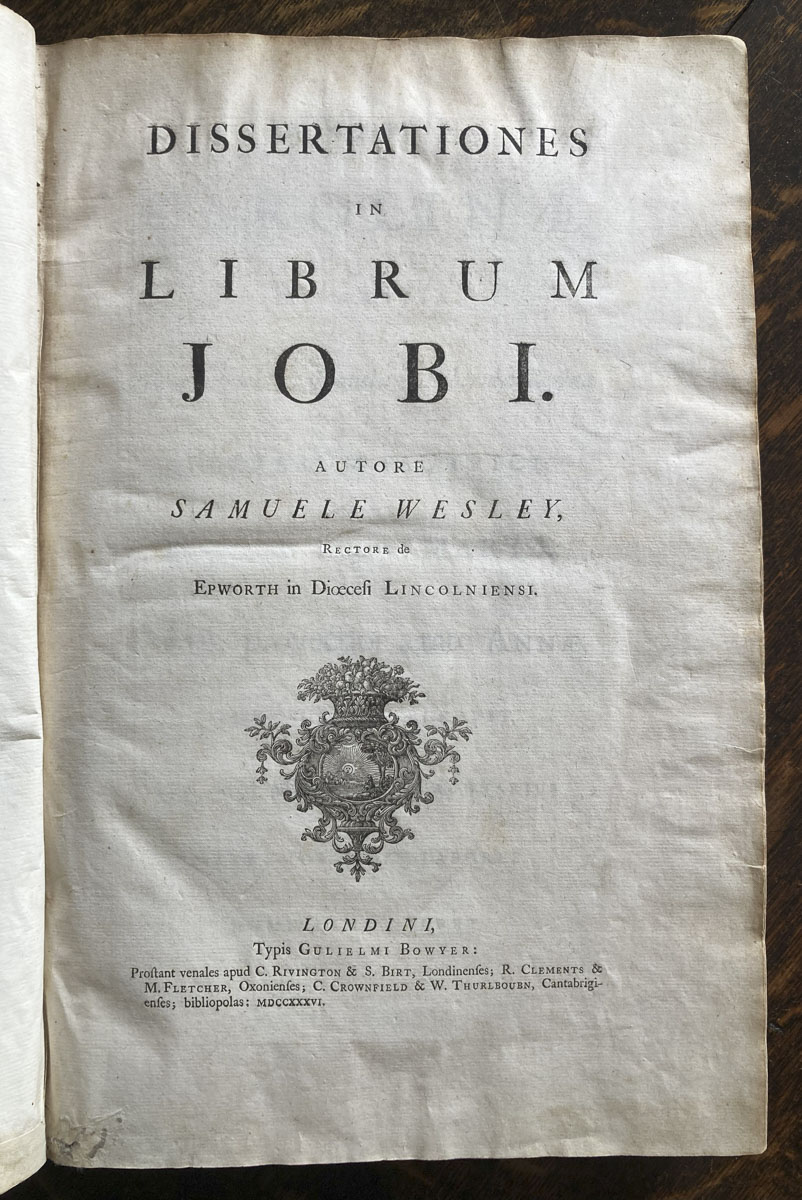 DISSERTATIONES
IN
LIBRUM
JOBI.
AUTORE
SAMUELE WESLEY,
RECTORE de
EPWORTH in Diœceſi LINCOLNIENSI.
LONDINI,
Typis GULIELMI BOWYER:
Proſtant venales apud C. RIVINGTON & S. BIRT, Londinenſes; R. CLEMENTS &
M. FLETCHER, Oxonienſes; C. CROWNFIELD & W. THURLBOURN, Cantabrigi-
enſes; bibliopolas: MDCCXXXVI.